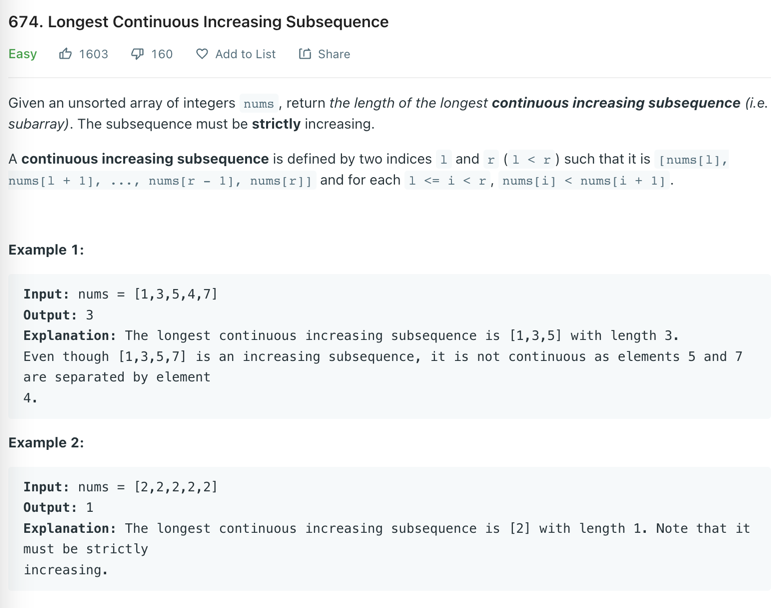 674. Longest Continuous Increasing Subsequence
Easy 1603 160 Add to List Share
Given an unsorted array of integers nums, return the length of the longest continuous increasing subsequence (i.e.
subarray). The subsequence must be strictly increasing.
A continuous increasing subsequence is defined by two indices l and r (l < r) such that it is [nums[l],
nums[l + 1], ..., nums[r - 1], nums[r]] and for each l <= i < r, nums[i] < nums[i + 1].
Example 1:
Input: nums = [1,3,5,4,7]
Output: 3
Explanation: The longest continuous increasing subsequence is [1,3,5] with length 3.
Even though [1,3,5,7] is an increasing subsequence, it is not continuous as elements 5 and 7
are separated by element
4.
Example 2:
Input: nums = [2,2,2,2,2]
Output: 1
Explanation: The longest continuous increasing subsequence is [2] with length 1. Note that it
must be strictly
increasing.